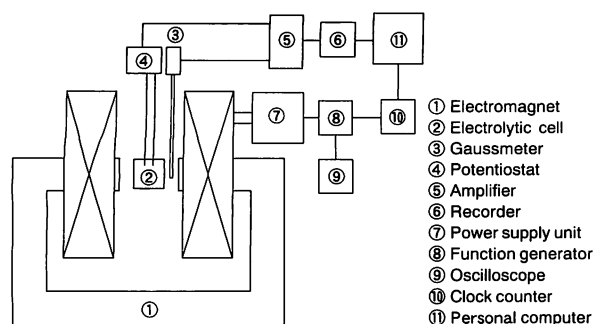 ③
⑤
⑥
⑪
④
⑦
⑧
⑩
②
⑨
①
① Electromagnet
② Electrolytic cell
③ Gaussmeter
④ Potentiostat
⑤ Amplifier
⑥ Recorder
⑦ Power supply unit
⑧ Function generator
⑨ Oscilloscope
⑩ Clock counter
⑪ Personal computer